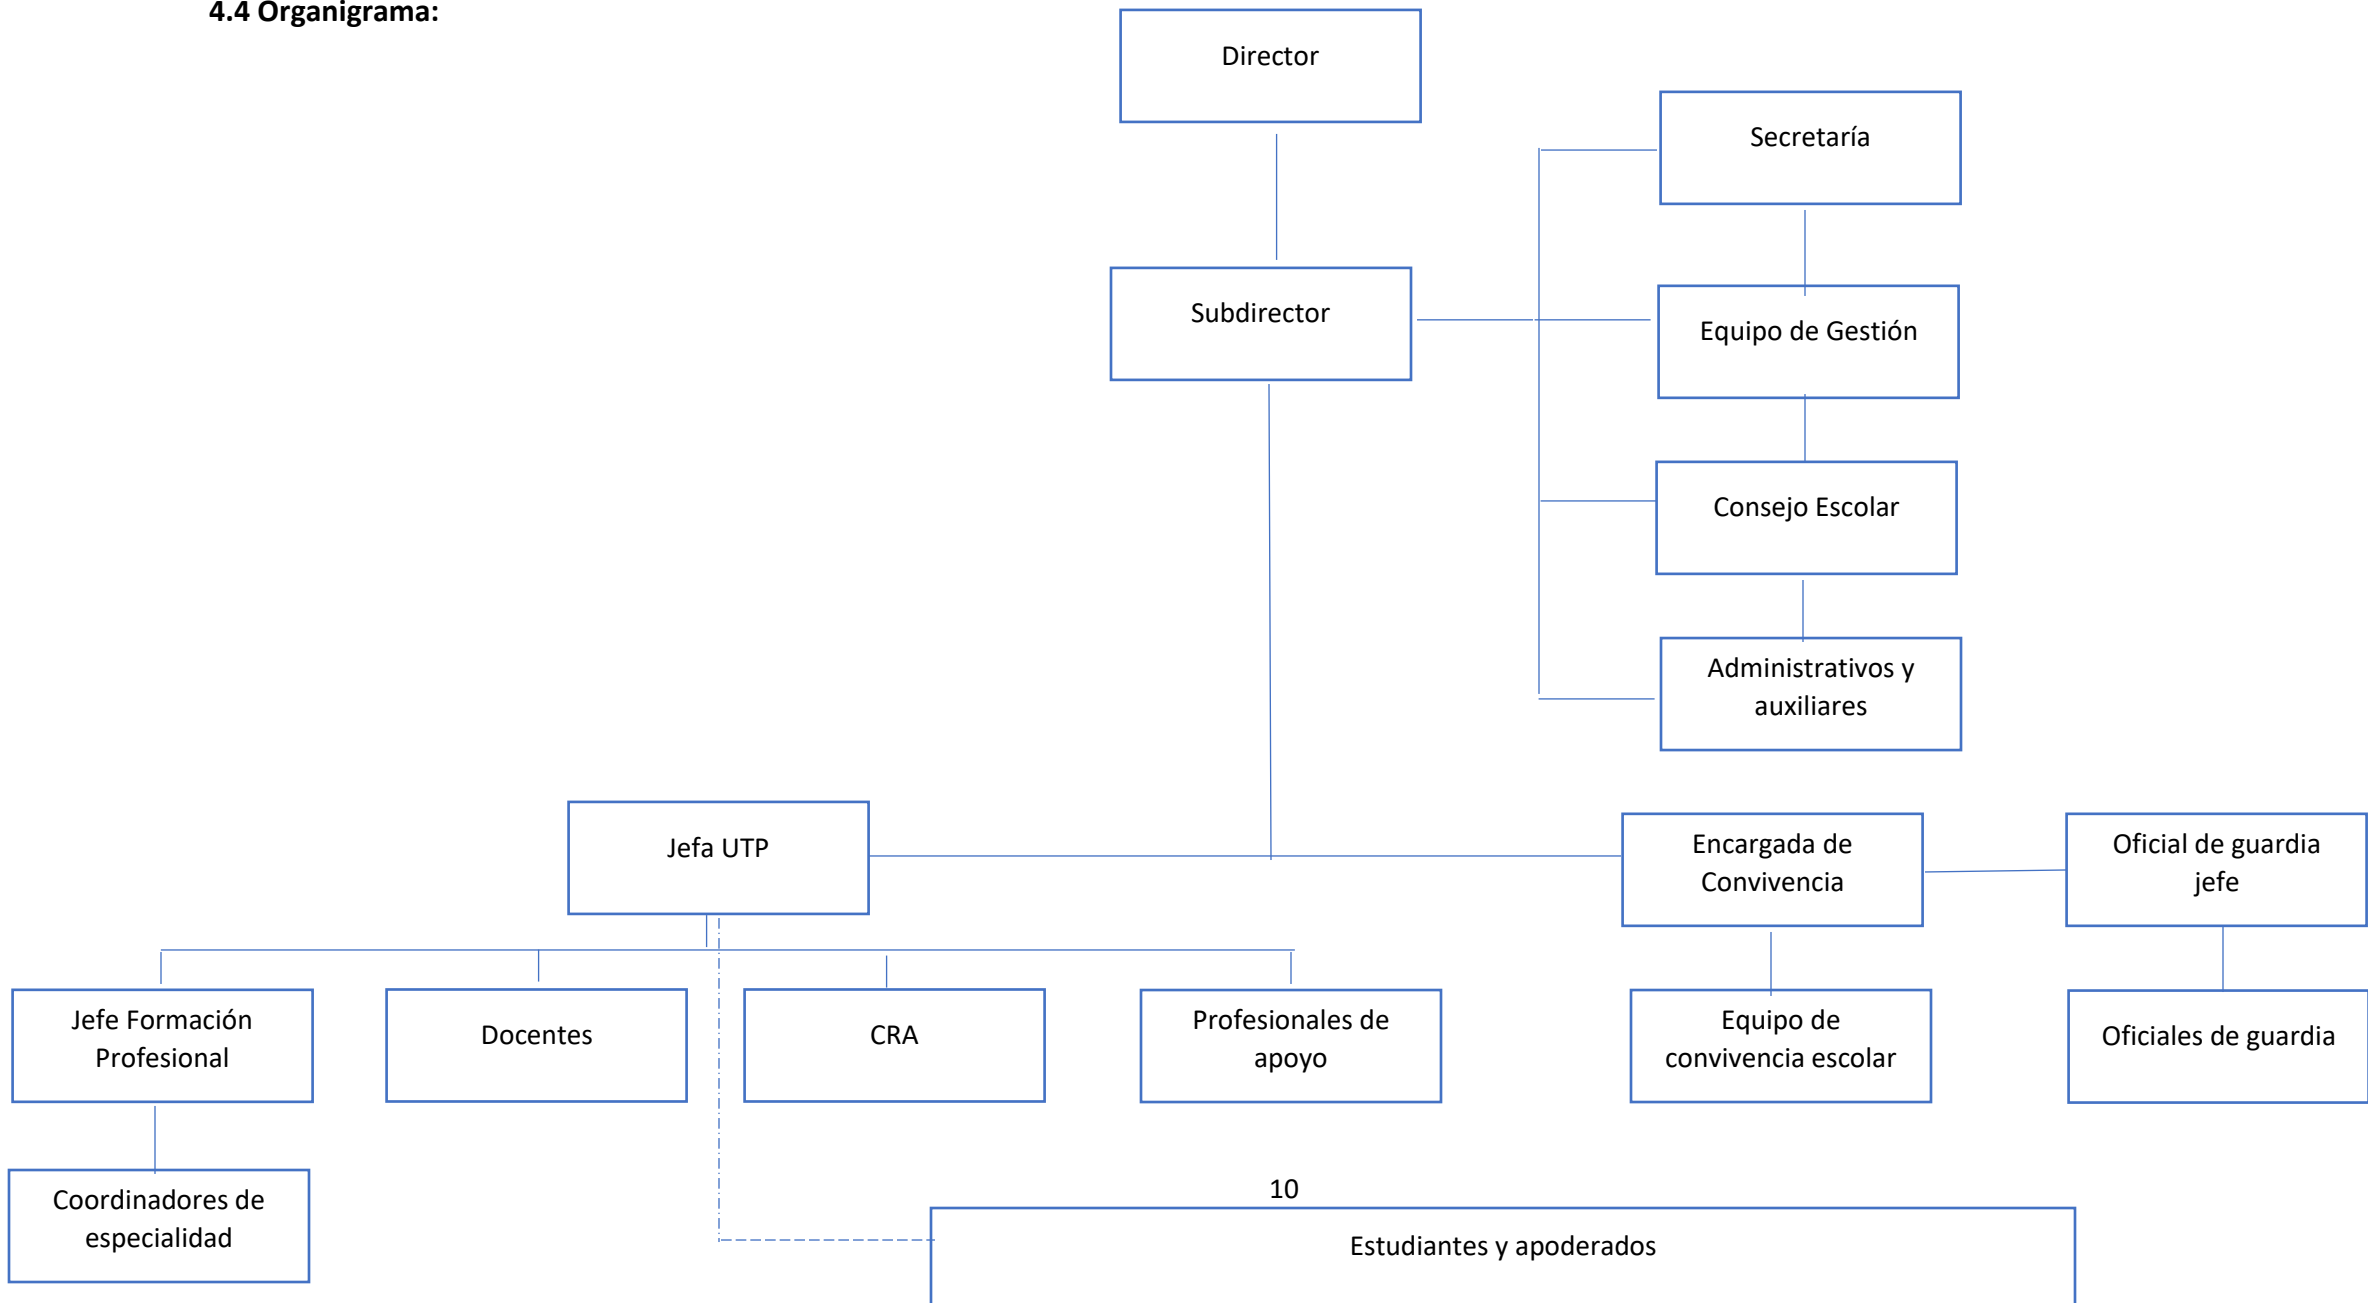 4.4 Organigrama:
Director
Secretaría
Subdirector
Equipo de Gestión
Consejo Escolar
Administrativos y
auxiliares
Jefa UTP
Encargada de
Convivencia
Oficial de guardia
jefe
Jefe Formación
Profesional
Docentes
CRA
Profesionales de
apoyo
Equipo de
convivencia escolar
Oficiales de guardia
Coordinadores de
especialidad
10
Estudiantes y apoderados